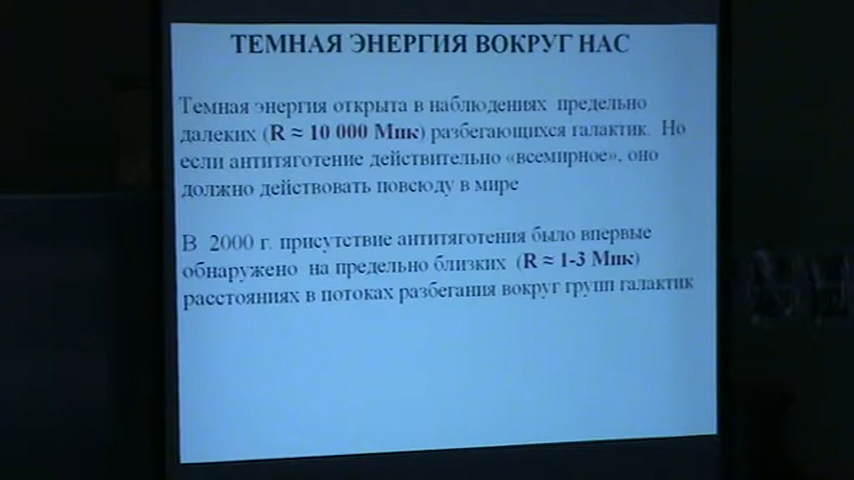 ТЕМНАЯ ЭНЕРГИЯ ВОКРУГ НАС
Темная энергия открыта в наблюдениях предельно
далеких (R ≈ 10 000 Мпк) разбегающихся галактик. Но
если антитяготение действительно «всемирное», оно
должно действовать повсюду в мире
В 2000 г. присутствие антитяготения было впервые
обнаружено на предельно близких (R ≈ 1-3 Мпк)
расстояниях в потоках разбегания вокруг групп галактик